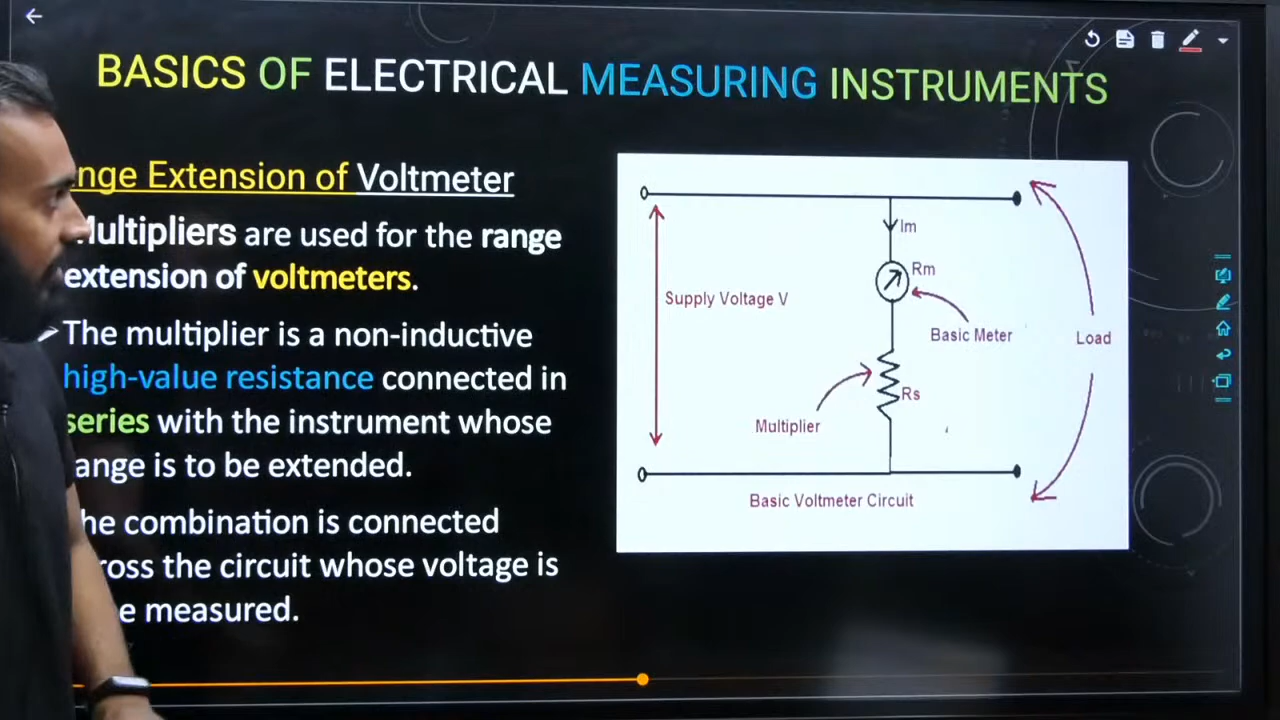 BASICS OF ELECTRICAL MEASURING INSTRUMENTS
nge Extension of Voltmeter
Multipliers are used for the range
extension of voltmeters.
The multiplier is a non-inductive
high-value resistance connected in
series with the instrument whose
ange is to be extended.
he combination is connected
ross the circuit whose voltage is
e measured.
Im
Rm
Supply Voltage V
Basic Meter
Load
Rs
Multiplier
Basic Voltmeter Circuit